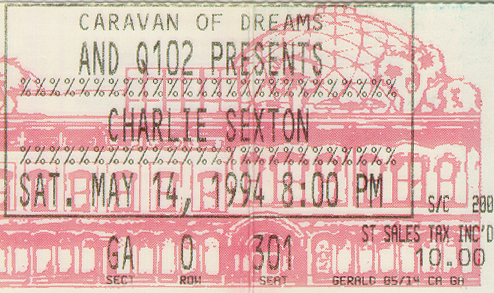 CARAVAN OF DREAMS
AND Q102 PRESENTS
%%%%%%%%%%%%%%%%%%%%%%%%
CHARLIE SEXTON
%%%%%%%%%%%%%%%%%%%%%%%%
SAT. MAY 14, 1994 8:00 PM
S/C 200
ST SALES TAX INC'D
GA 0 301 10.00
SECT ROW SEAT GERALD 05/14 CA GA